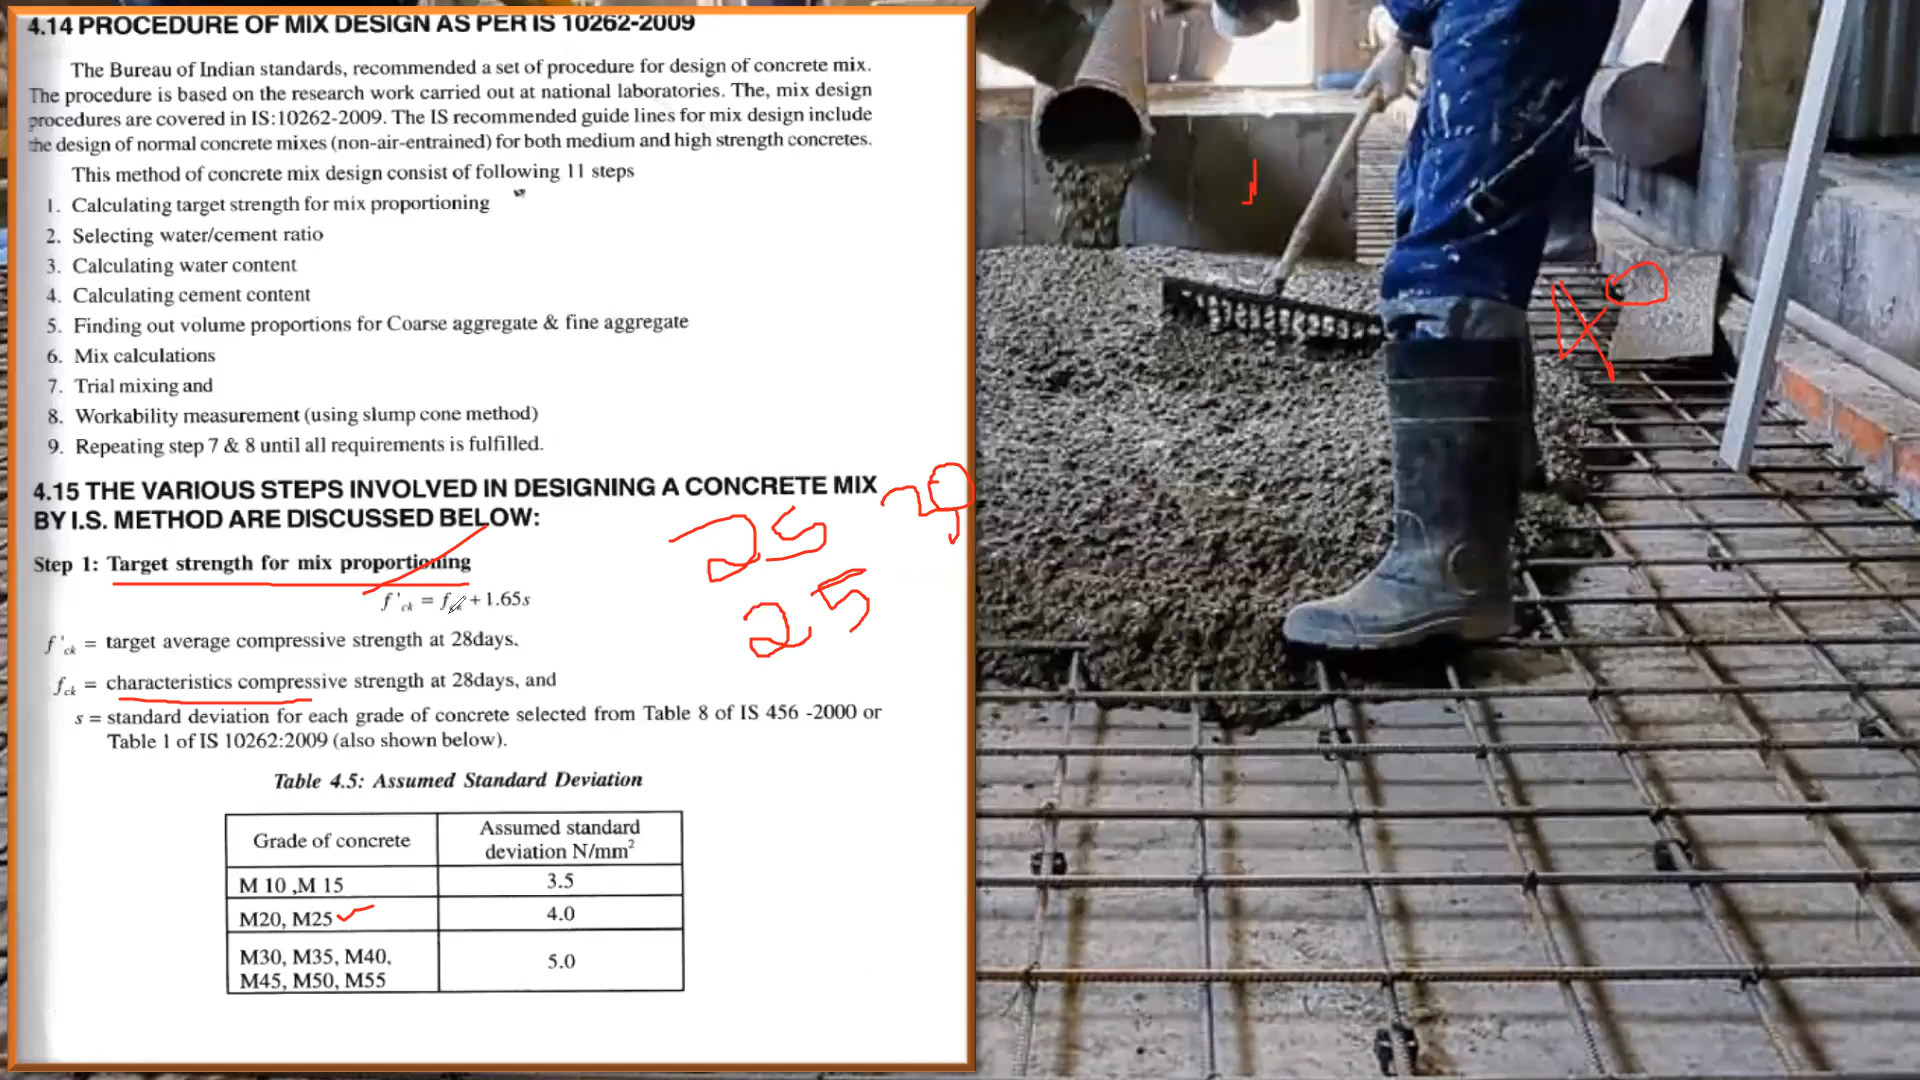 4.14 PROCEDURE OF MIX DESIGN AS PER IS 10262-2009
The Bureau of Indian standards, recommended a set of procedure for design of concrete mix.
The procedure is based on the research work carried out at national laboratories. The, mix design
procedures are covered in IS:10262-2009. The IS recommended guide lines for mix design include
the design of normal concrete mixes (non-air-entrained) for both medium and high strength concretes.
This method of concrete mix design consist of following 11 steps
1. Calculating target strength for mix proportioning
2. Selecting water/cement ratio
3. Calculating water content
4. Calculating cement content
5. Finding out volume proportions for Coarse aggregate & fine aggregate
6. Mix calculations
7. Trial mixing and
8. Workability measurement (using slump cone method)
9. Repeating step 7 & 8 until all requirements is fulfilled.
4.15 THE VARIOUS STEPS INVOLVED IN DESIGNING A CONCRETE MIX
BY I.S. METHOD ARE DISCUSSED BELOW:
25
Step 1: Target strength for mix proportioning
f'ck = fck + 1.65s
25
f'ck = target average compressive strength at 28days.
fck = characteristics compressive strength at 28days, and
s = standard deviation for each grade of concrete selected from Table 8 of IS 456 -2000 or
Table 1 of IS 10262:2009 (also shown below).
Table 4.5: Assumed Standard Deviation
Grade of concrete
Assumed standard
deviation N/mm²
M 10 ,M 15
3.5
M20, M25
4.0
M30, M35, M40,
M45, M50, M55
5.0